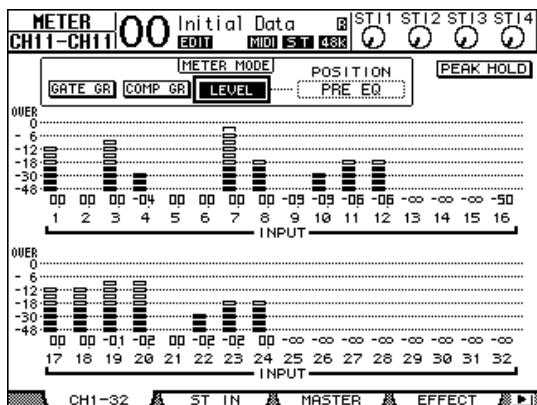 METER 00 Initial Data R ST11 ST12 ST13 ST14
CH11-CH11 EDIT MIDI S.T 48K
METER MODE POSITION PEAK HOLD
GATE GR COMP GR LEVEL PRE EQ
OVER
0
- 6
-12
-18
-30
-48
00 00 00 -04 00 00 00 00 -09 -09 -06 -06 -∞ -∞ -∞ -50
1 2 3 4 5 6 7 8 9 10 11 12 13 14 15 16
INPUT
OVER
0
- 6
-12
-18
-30
-48
00 00 -01 -02 00 -02 -02 00 -∞ -∞ -∞ -∞ -∞ -∞ -∞ -∞
17 18 19 20 21 22 23 24 25 26 27 28 29 30 31 32
INPUT
CH1-32 ST IN MASTER EFFECT